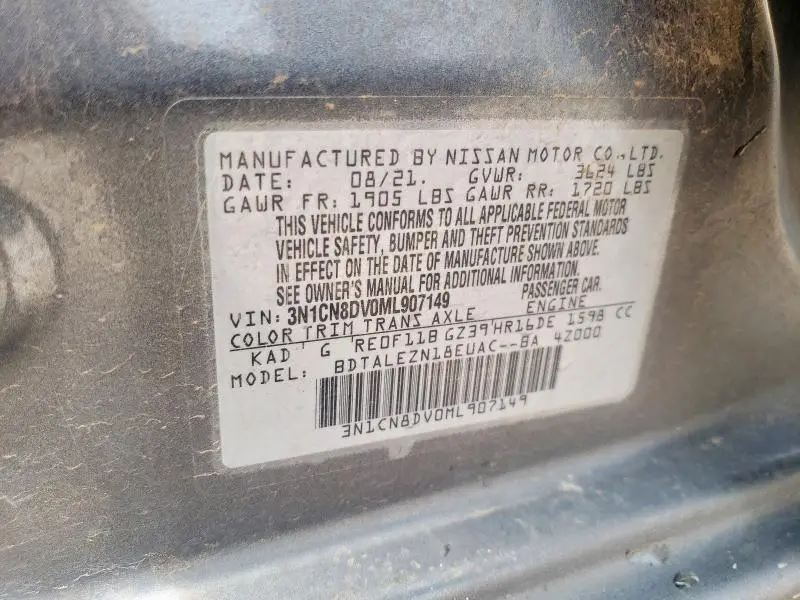 MANUFACTURED BY NISSAN MOTOR CO.,LTD.
DATE: 08/21. GVWR: 3624 LBS
GAWR FR: 1905 LBS GAWR RR: 1720 LBS
THIS VEHICLE CONFORMS TO ALL APPLICABLE FEDERAL MOTOR
VEHICLE SAFETY, BUMPER AND THEFT PREVENTION STANDARDS
IN EFFECT ON THE DATE OF MANUFACTURE SHOWN ABOVE.
SEE OWNER'S MANUAL FOR ADDITIONAL INFORMATION.
VIN: 3N1CN8DV0ML907149 PASSENGER CAR.
COLOR TRIM TRANS AXLE ENGINE
KAD G RE0F11B GZ39 HR16DE 1598 CC
MODEL: BDTALEZN18EUAC--BA 4Z000
3N1CN8DV0ML907149